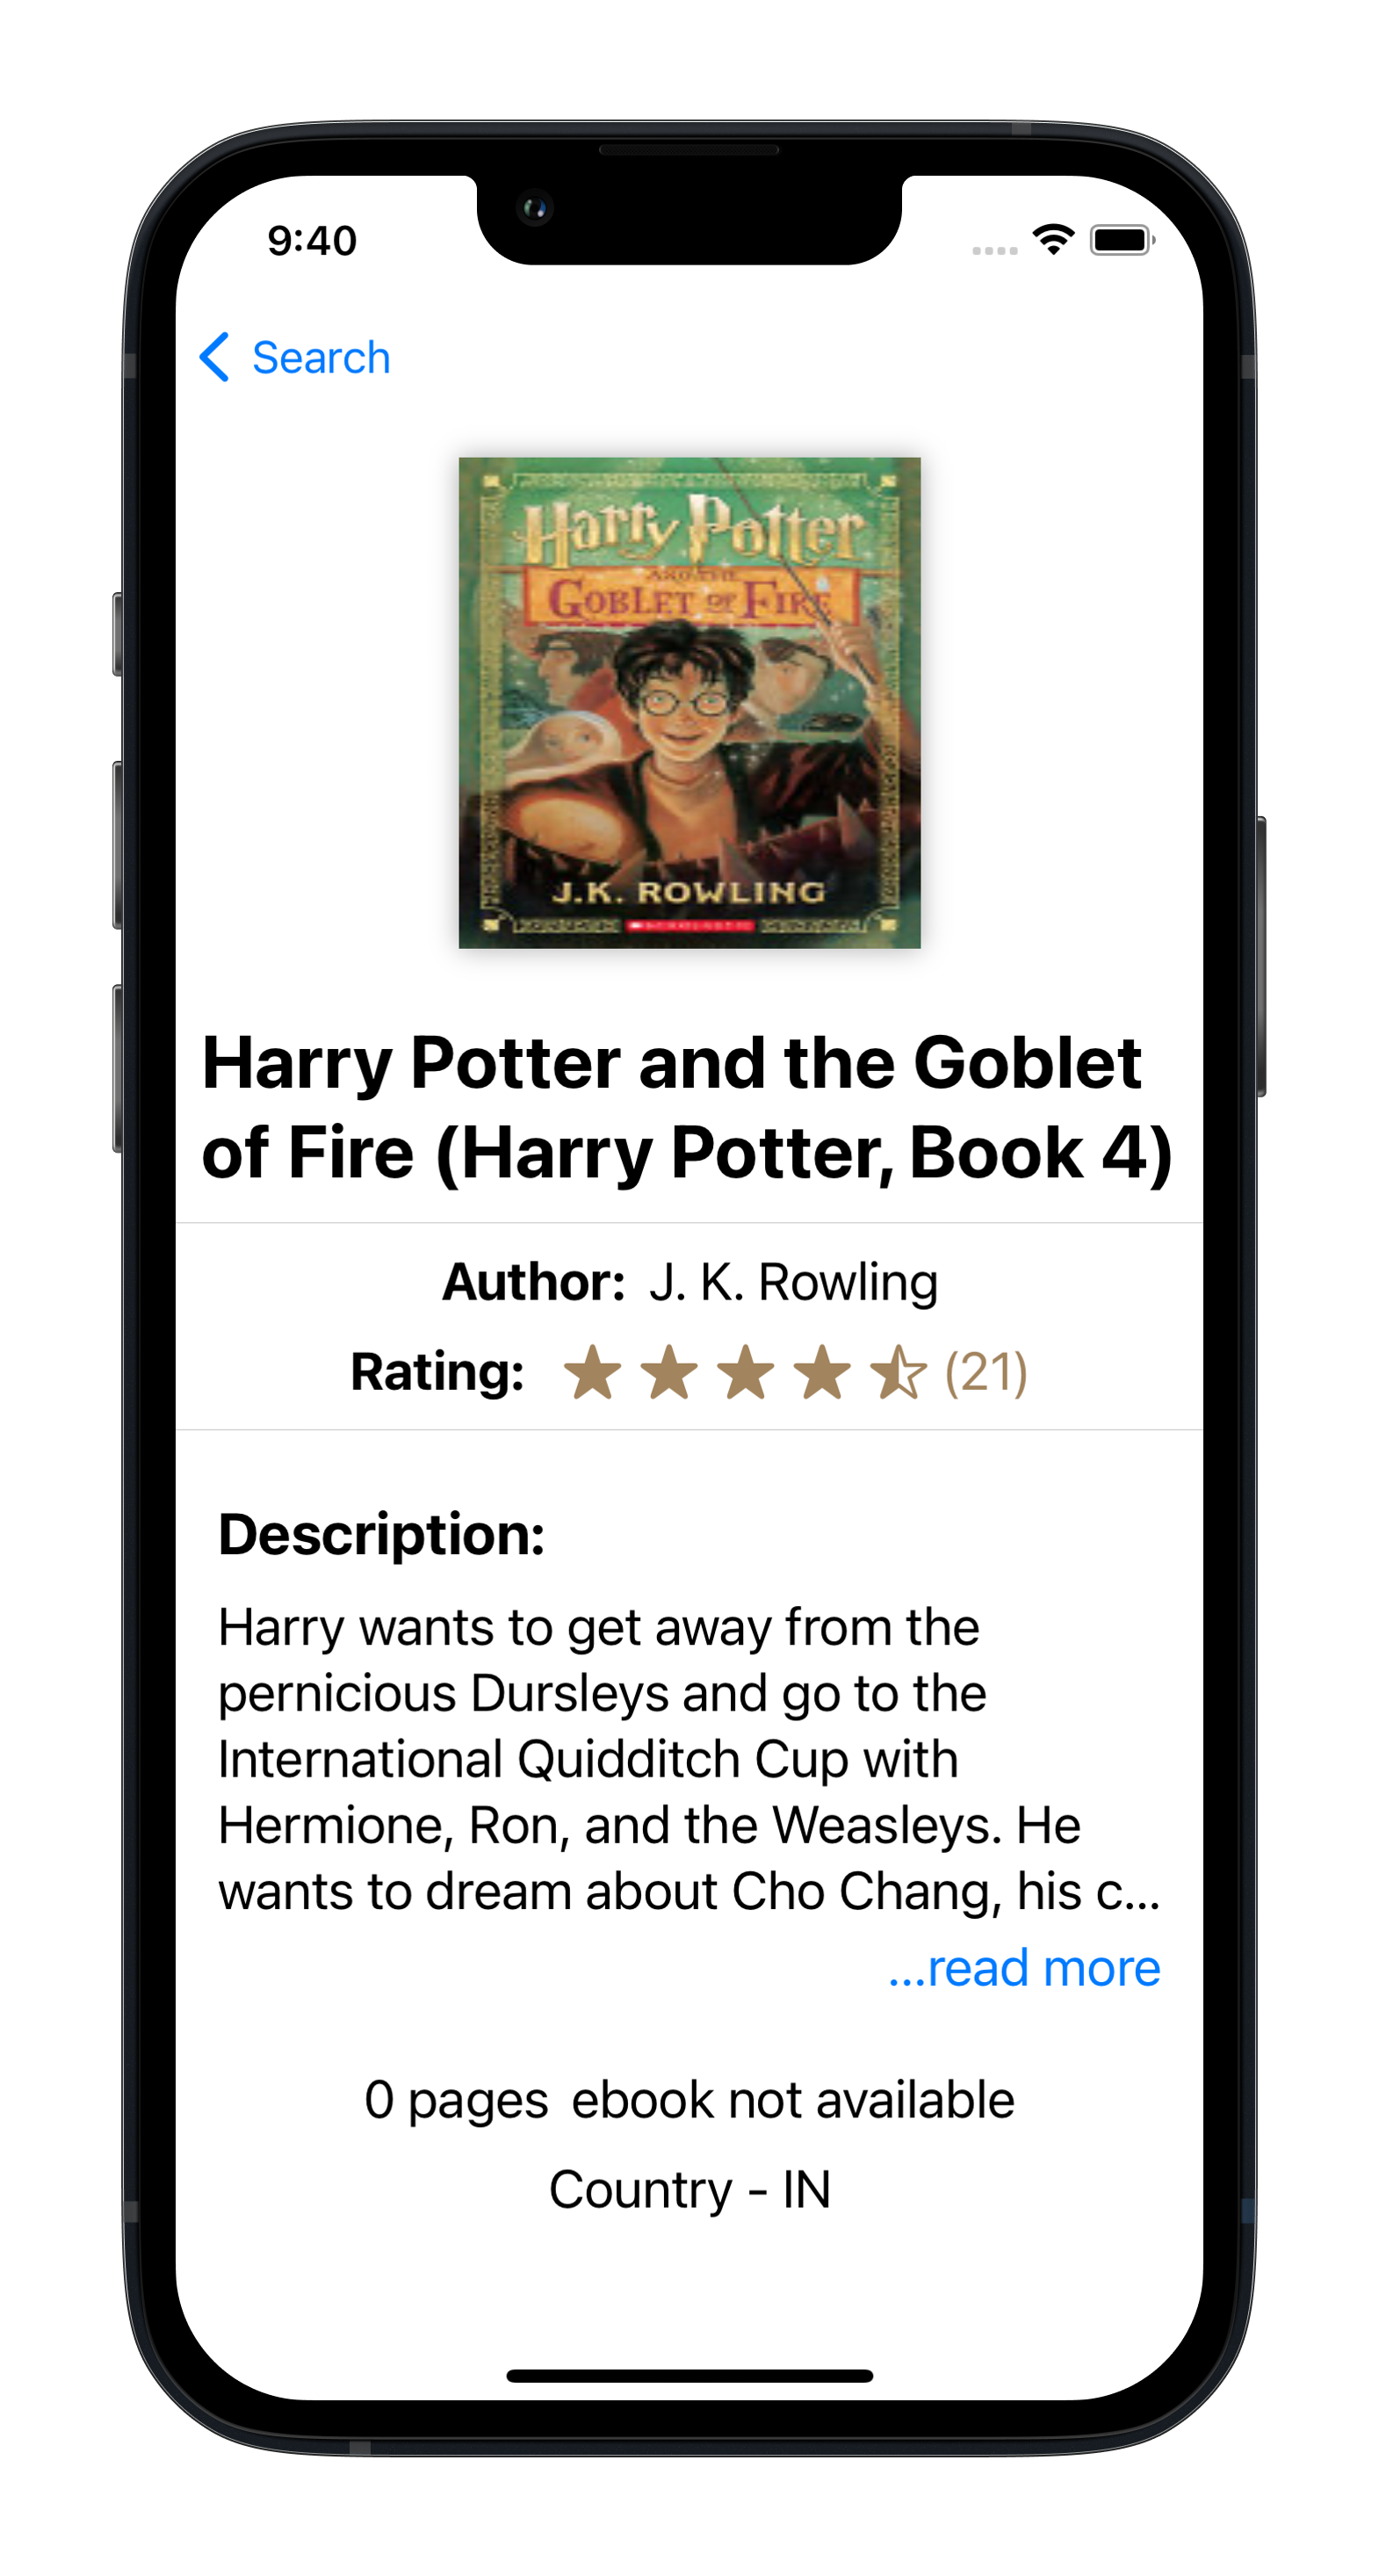 9:40
Search
Harry Potter
AND THE
GOBLET OF FIRE
J.K. ROWLING
SCHOLASTIC
Harry Potter and the Goblet
of Fire (Harry Potter, Book 4)
Author: J. K. Rowling
Rating: (21)
Description:
Harry wants to get away from the
pernicious Dursleys and go to the
International Quidditch Cup with
Hermione, Ron, and the Weasleys. He
wants to dream about Cho Chang, his c...
...read more
0 pages ebook not available
Country - IN